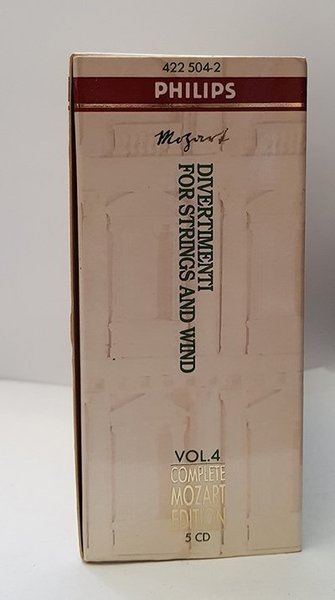 422 504-2
PHILIPS
Mozart
DIVERTIMENTI
FOR STRINGS AND WIND
VOL.4
COMPLETE
MOZART
EDITION
5 CD